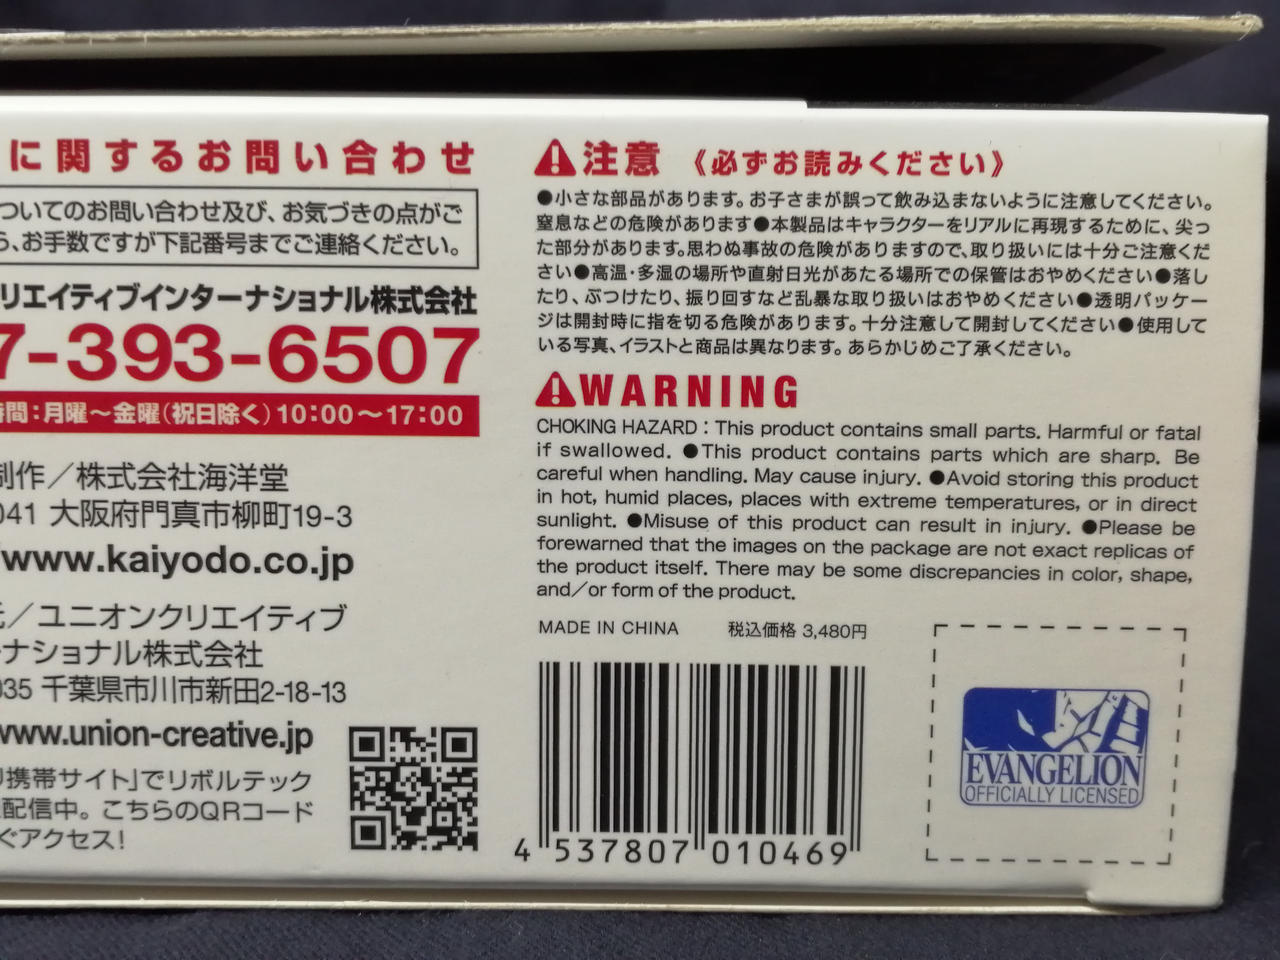 に関するお問い合わせ
ついてのお問い合わせ及び、お気づきの点がご
ら、お手数ですが下記番号までご連絡ください。
リエイティブインターナショナル株式会社
7-393-6507
時間:月曜～金曜(祝日除く)10:00～17:00
制作／株式会社海洋堂
041 大阪府門真市柳町19-3
www.kaiyodo.co.jp
元／ユニオンクリエイティブ
ーナショナル株式会社
035 千葉県市川市新田2-18-13
www.union-creative.jp
携帯サイト」でリボルテック
配信中。こちらのQRコード
ぐアクセス!
注意 《必ずお読みください》
●小さな部品があります。お子さまが誤って飲み込まないように注意してください。
窒息などの危険があります●本製品はキャラクターをリアルに再現するために、尖っ
た部分があります。思わぬ事故の危険がありますので、取り扱いには十分ご注意くだ
さい●高温・多湿の場所や直射日光があたる場所での保管はおやめください●落し
たり、ぶつけたり、振り回すなど乱暴な取り扱いはおやめください●透明パッケー
ジは開封時に指を切る危険があります。十分注意して開封してください●使用して
いる写真、イラストと商品は異なります。あらかじめご了承ください。
WARNING
CHOKING HAZARD : This product contains small parts. Harmful or fatal
if swallowed. ●This product contains parts which are sharp. Be
careful when handling. May cause injury. ●Avoid storing this product
in hot, humid places, places with extreme temperatures, or in direct
sunlight. ●Misuse of this product can result in injury. ●Please be
forewarned that the images on the package are not exact replicas of
the product itself. There may be some discrepancies in color, shape,
and/or form of the product.
MADE IN CHINA 税込価格 3,480円
4 537807 010469
EVANGELION
OFFICIALLY LICENSED